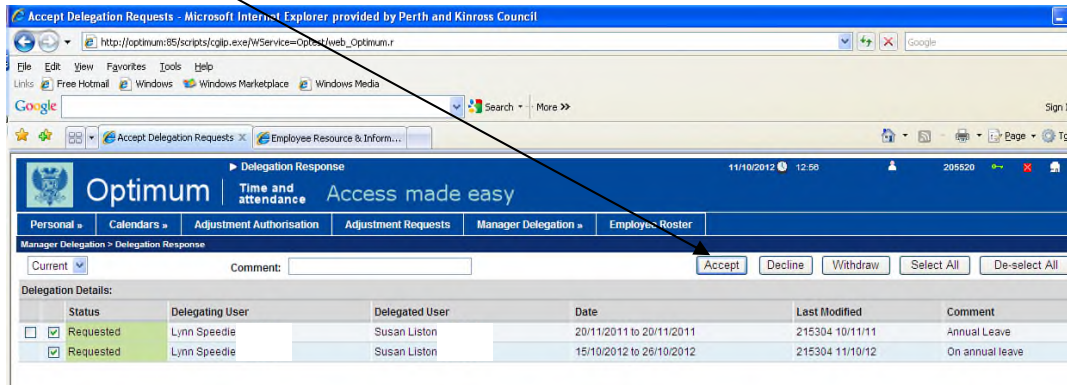 Accept Delegation Requests - Microsoft Internet Explorer provided by Perth and Kinross Council
http://optimum:85/scripts/cgiip.exe/WService=Optest/web_Optimum.r
Google
File Edit View Favorites Tools Help
Links Free Hotmail Windows Windows Marketplace Windows Media
Google Search More >> Sign
Accept Delegation Requests X Employee Resource & Inform... Page
Delegation Response 11/10/2012 12:56 205520
Optimum Time and attendance Access made easy
Personal » Calendars » Adjustment Authorisation Adjustment Requests Manager Delegation » Employee Roster
Manager Delegation > Delegation Response
Current Comment: Accept Decline Withdraw Select All De-select All
Delegation Details:
Status Delegating User Delegated User Date Last Modified Comment
Requested Lynn Speedie Susan Liston 20/11/2011 to 20/11/2011 215304 10/11/11 Annual Leave
Requested Lynn Speedie Susan Liston 15/10/2012 to 26/10/2012 215304 11/10/12 On annual leave